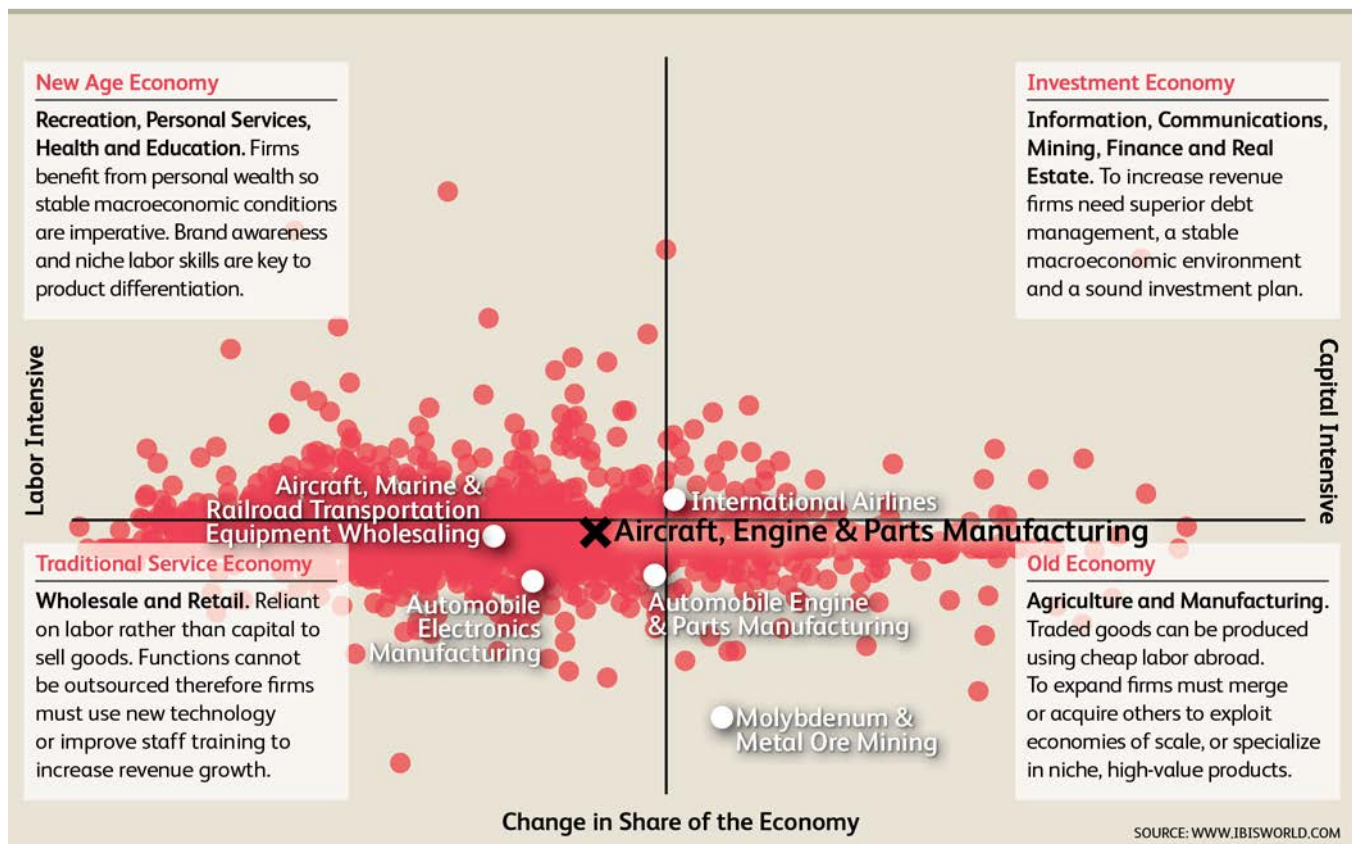 New Age Economy
Recreation, Personal Services,
Health and Education. Firms
benefit from personal wealth so
stable macroeconomic conditions
are imperative. Brand awareness
and niche labor skills are key to
product differentiation.
Investment Economy
Information, Communications,
Mining, Finance and Real
Estate. To increase revenue
firms need superior debt
management, a stable
macroeconomic environment
and a sound investment plan.
Labor Intensive
Capital Intensive
Aircraft, Marine &
Railroad Transportation
Equipment Wholesaling
International Airlines
Aircraft, Engine & Parts Manufacturing
Automobile
Electronics
Manufacturing
Automobile Engine
& Parts Manufacturing
Molybdenum &
Metal Ore Mining
Traditional Service Economy
Wholesale and Retail. Reliant
on labor rather than capital to
sell goods. Functions cannot
be outsourced therefore firms
must use new technology
or improve staff training to
increase revenue growth.
Old Economy
Agriculture and Manufacturing.
Traded goods can be produced
using cheap labor abroad.
To expand firms must merge
or acquire others to exploit
economies of scale, or specialize
in niche, high-value products.
Change in Share of the Economy
SOURCE: WWW.IBISWORLD.COM